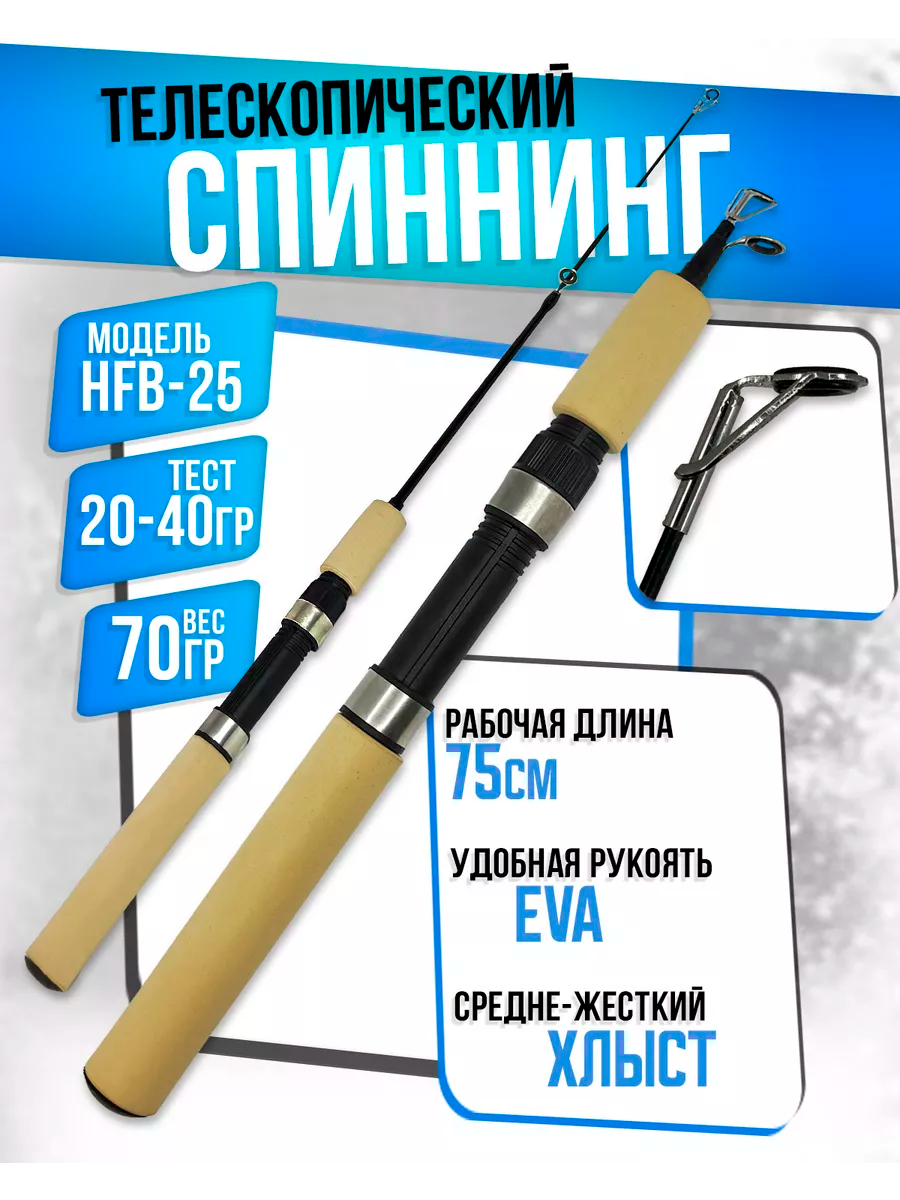 ТЕЛЕСКОПИЧЕСКИЙ
СПИННИНГ
МОДЕЛЬ
HFB-25
ТЕСТ
20-40ГР
70 ВЕС
ГР
РАБОЧАЯ ДЛИНА
75СМ
УДОБНАЯ РУКОЯТЬ
EVA
СРЕДНЕ-ЖЕСТКИЙ
ХЛЫСТ